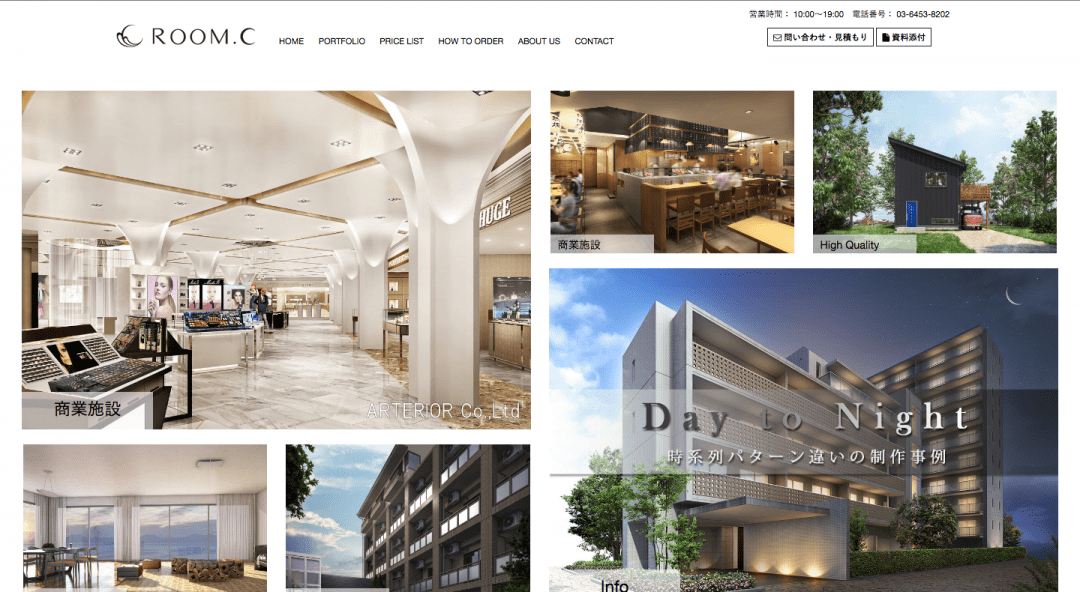 営業時間： 10:00〜19:00　電話番号： 03-6453-8202
ROOM.C
HOME PORTFOLIO PRICE LIST HOW TO ORDER ABOUT US CONTACT
問い合わせ・見積もり 資料添付
HUGE
商業施設
ARTERIOR Co.,Ltd
商業施設
High Quality
Day to Night
時系列パターン違いの制作事例
Info